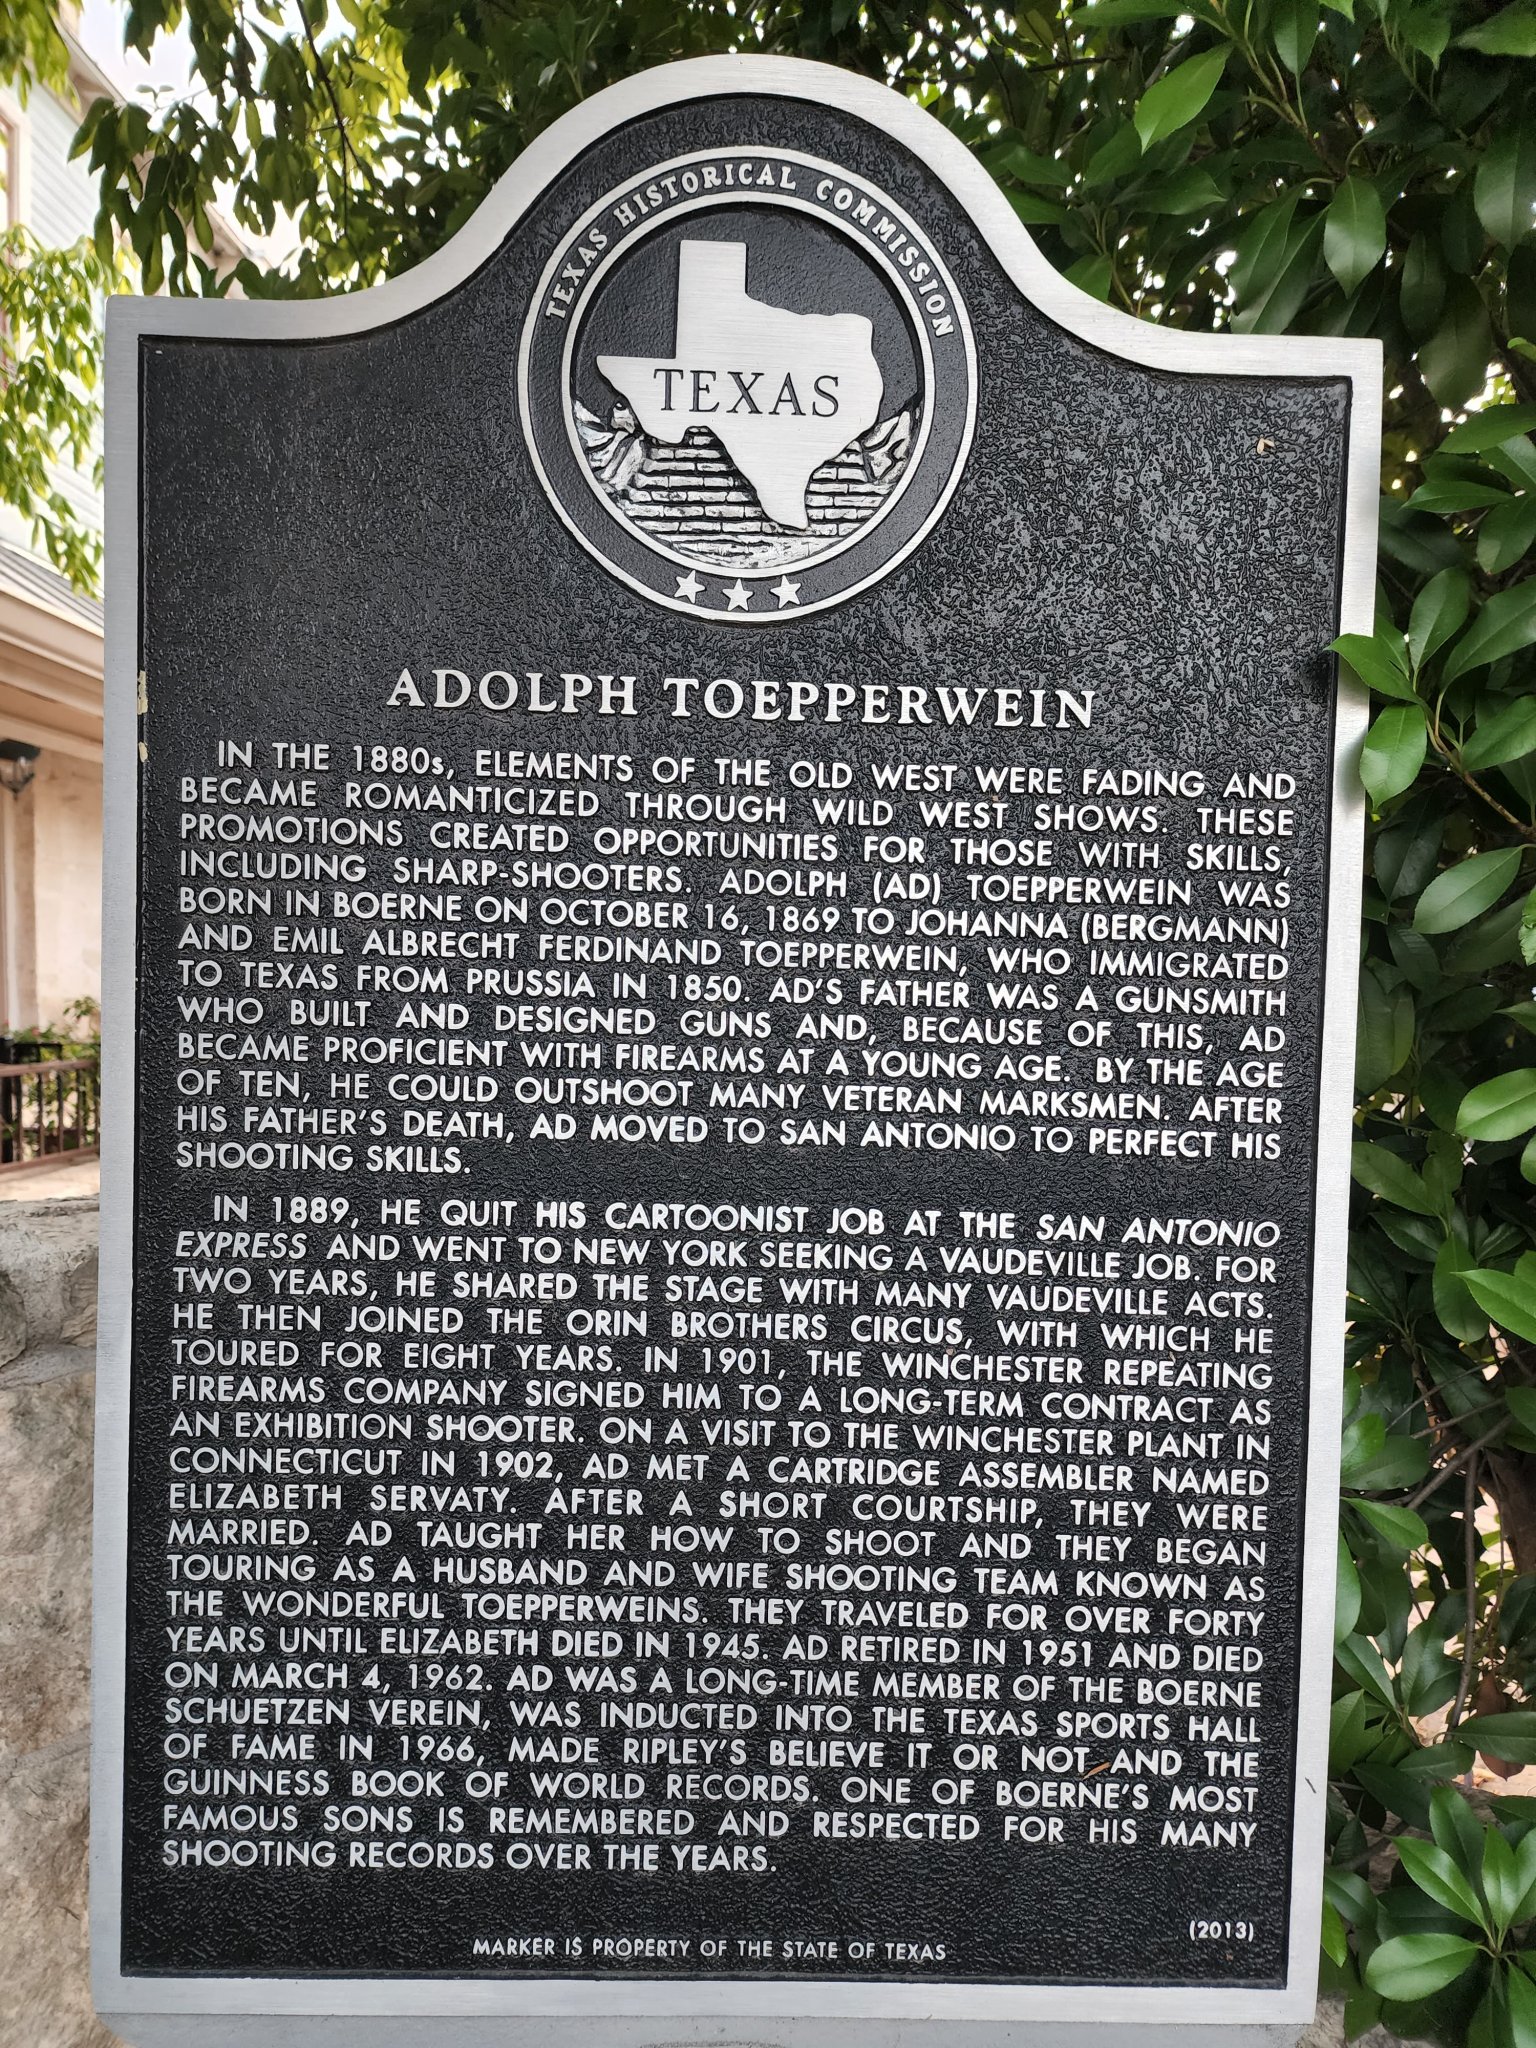 TEXAS HISTORICAL COMMISSION
TEXAS
ADOLPH TOEPPERWEIN
IN THE 1880s, ELEMENTS OF THE OLD WEST WERE FADING AND
BECAME ROMANTICIZED THROUGH WILD WEST SHOWS. THESE
PROMOTIONS CREATED OPPORTUNITIES FOR THOSE WITH SKILLS,
INCLUDING SHARP-SHOOTERS. ADOLPH (AD) TOEPPERWEIN WAS
BORN IN BOERNE ON OCTOBER 16, 1869 TO JOHANNA (BERGMANN)
AND EMIL ALBRECHT FERDINAND TOEPPERWEIN, WHO IMMIGRATED
TO TEXAS FROM PRUSSIA IN 1850. AD'S FATHER WAS A GUNSMITH
WHO BUILT AND DESIGNED GUNS AND, BECAUSE OF THIS, AD
BECAME PROFICIENT WITH FIREARMS AT A YOUNG AGE. BY THE AGE
OF TEN, HE COULD OUTSHOOT MANY VETERAN MARKSMEN. AFTER
HIS FATHER'S DEATH, AD MOVED TO SAN ANTONIO TO PERFECT HIS
SHOOTING SKILLS.
IN 1889, HE QUIT HIS CARTOONIST JOB AT THE SAN ANTONIO
EXPRESS AND WENT TO NEW YORK SEEKING A VAUDEVILLE JOB. FOR
TWO YEARS, HE SHARED THE STAGE WITH MANY VAUDEVILLE ACTS.
HE THEN JOINED THE ORIN BROTHERS CIRCUS, WITH WHICH HE
TOURED FOR EIGHT YEARS. IN 1901, THE WINCHESTER REPEATING
FIREARMS COMPANY SIGNED HIM TO A LONG-TERM CONTRACT AS
AN EXHIBITION SHOOTER. ON A VISIT TO THE WINCHESTER PLANT IN
CONNECTICUT IN 1902, AD MET A CARTRIDGE ASSEMBLER NAMED
ELIZABETH SERVATY. AFTER A SHORT COURTSHIP, THEY WERE
MARRIED. AD TAUGHT HER HOW TO SHOOT AND THEY BEGAN
TOURING AS A HUSBAND AND WIFE SHOOTING TEAM KNOWN AS
THE WONDERFUL TOEPPERWEINS. THEY TRAVELED FOR OVER FORTY
YEARS UNTIL ELIZABETH DIED IN 1945. AD RETIRED IN 1951 AND DIED
ON MARCH 4, 1962. AD WAS A LONG-TIME MEMBER OF THE BOERNE
SCHUETZEN VEREIN, WAS INDUCTED INTO THE TEXAS SPORTS HALL
OF FAME IN 1966, MADE RIPLEY'S BELIEVE IT OR NOT AND THE
GUINNESS BOOK OF WORLD RECORDS. ONE OF BOERNE'S MOST
FAMOUS SONS IS REMEMBERED AND RESPECTED FOR HIS MANY
SHOOTING RECORDS OVER THE YEARS.
(2013)
MARKER IS PROPERTY OF THE STATE OF TEXAS